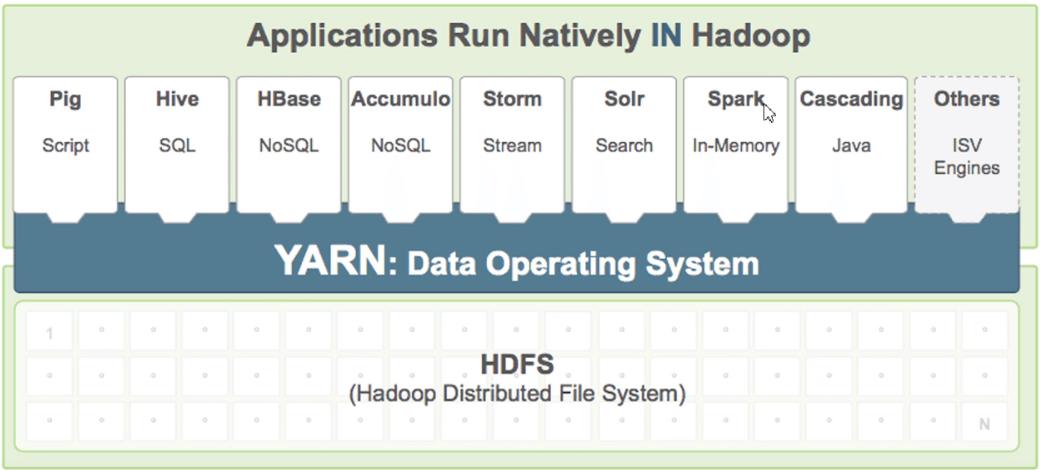 Applications Run Natively IN Hadoop
Pig
Script
Hive
SQL
HBase
NoSQL
Accumulo
NoSQL
Storm
Stream
Solr
Search
Spark
In-Memory
Cascading
Java
Others
ISV
Engines
YARN: Data Operating System
1
HDFS
(Hadoop Distributed File System)
N